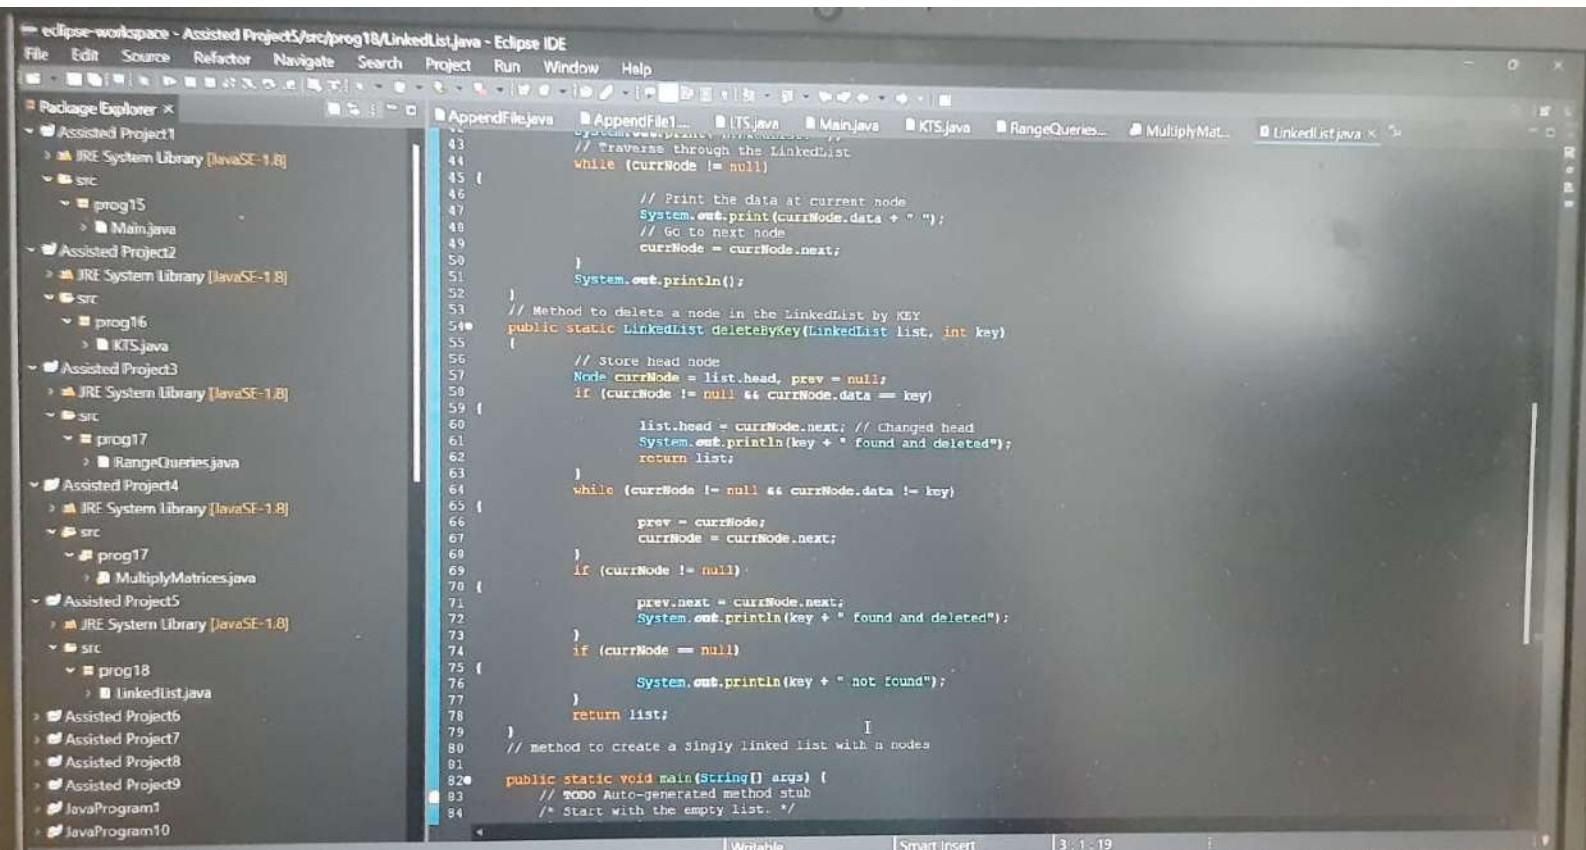 eclipse-workspace - Assisted Project5/src/prog18/LinkedList.java - Eclipse IDE
File Edit Source Refactor Navigate Search Project Run Window Help
Package Explorer
Assisted Project1
JRE System Library [JavaSE-1.8]
src
prog15
Main.java
Assisted Project2
JRE System Library [JavaSE-1.8]
src
prog16
KTS.java
Assisted Project3
JRE System Library [JavaSE-1.8]
src
prog17
RangeQueries.java
Assisted Project4
JRE System Library [JavaSE-1.8]
src
prog17
MultiplyMatrices.java
Assisted Project5
JRE System Library [JavaSE-1.8]
src
prog18
LinkedList.java
Assisted Project6
Assisted Project7
Assisted Project8
Assisted Project9
JavaProgram1
JavaProgram10
AppendFile.java AppendFile1... LTS.java Main.java KTS.java RangeQueries... MultiplyMat... LinkedList.java
43 // Traverse through the LinkedList
44 while (currNode != null)
45 {
46 // Print the data at current node
47 System.out.print(currNode.data + " ");
48 // Go to next node
49 currNode = currNode.next;
50 }
51 System.out.println();
52 }
53 // Method to delete a node in the LinkedList by KEY
54 public static LinkedList deleteByKey(LinkedList list, int key)
55 {
56 // Store head node
57 Node currNode = list.head, prev = null;
58 if (currNode != null && currNode.data == key)
59 {
60 list.head = currNode.next; // Changed head
61 System.out.println(key + " found and deleted");
62 return list;
63 }
64 while (currNode != null && currNode.data != key)
65 {
66 prev = currNode;
67 currNode = currNode.next;
68 }
69 if (currNode != null)
70 {
71 prev.next = currNode.next;
72 System.out.println(key + " found and deleted");
73 }
74 if (currNode == null)
75 {
76 System.out.println(key + " not found");
77 }
78 return list;
79 }
80 // method to create a singly linked list with n nodes
81
82 public static void main(String[] args) {
83 // TODO Auto-generated method stub
84 /* Start with the empty list. */
Writable Smart Insert 3 : 1 : 19